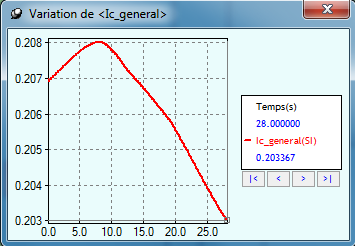 Variation de <Ic_general>
0.208
0.207
0.206
0.205
0.204
0.203
0.0 5.0 10.0 15.0 20.0 25.0
Temps(s)
28.000000
Ic_general(SI)
0.203367
|< < > >|